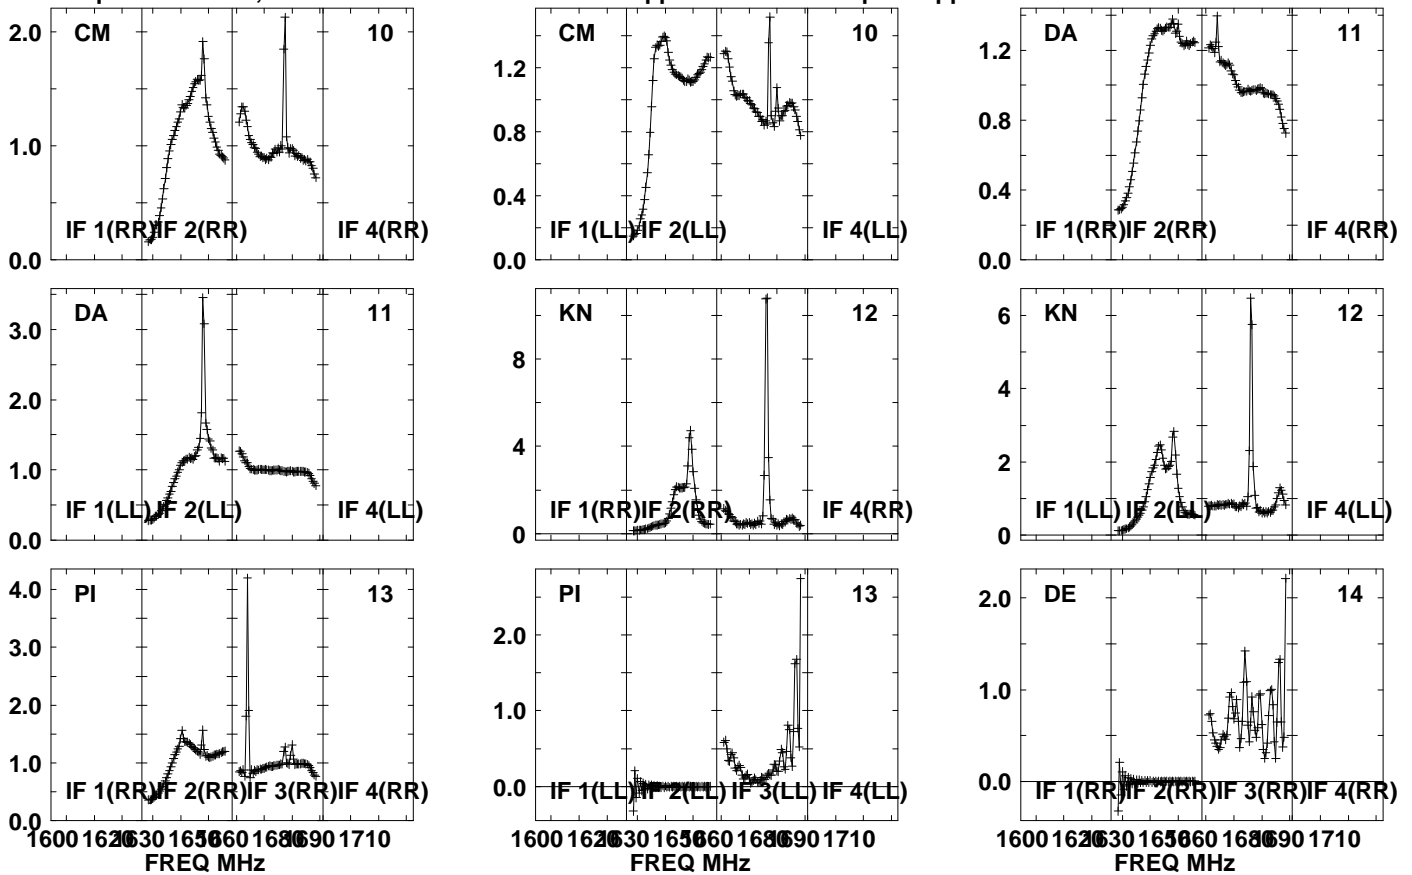 CM 10 CM 10 DA 11
2.0
1.2 1.2
1.0 0.8 0.8
0.4 0.4
IF 1(RR) IF 2(RR) IF 4(RR) IF 1(LL) IF 2(LL) IF 4(LL) IF 1(RR) IF 2(RR) IF 4(RR)
0.0 0.0 0.0
DA 11 KN 12 KN 12
3.0 6
8
2.0 4
4
1.0 2
IF 1(LL) IF 2(LL) IF 4(LL) IF 1(RR) IF 2(RR) IF 4(RR) IF 1(LL) IF 2(LL) IF 4(LL)
0.0 0 0
PI 13 PI 13 DE 14
4.0 2.0
3.0 2.0
2.0 1.0 1.0
1.0
IF 1(RR) IF 2(RR) IF 3(RR) IF 4(RR) IF 1(LL) IF 2(LL) IF 3(LL) IF 4(LL) IF 1(RR) IF 2(RR) IF 3(RR) IF 4(RR)
0.0 0.0 0.0
1600 1620 1630 1650 1660 1680 1690 1710 1600 1620 1630 1650 1660 1680 1690 1710 1600 1620 1630 1650 1660 1680 1690 1710
FREQ MHz FREQ MHz FREQ MHz